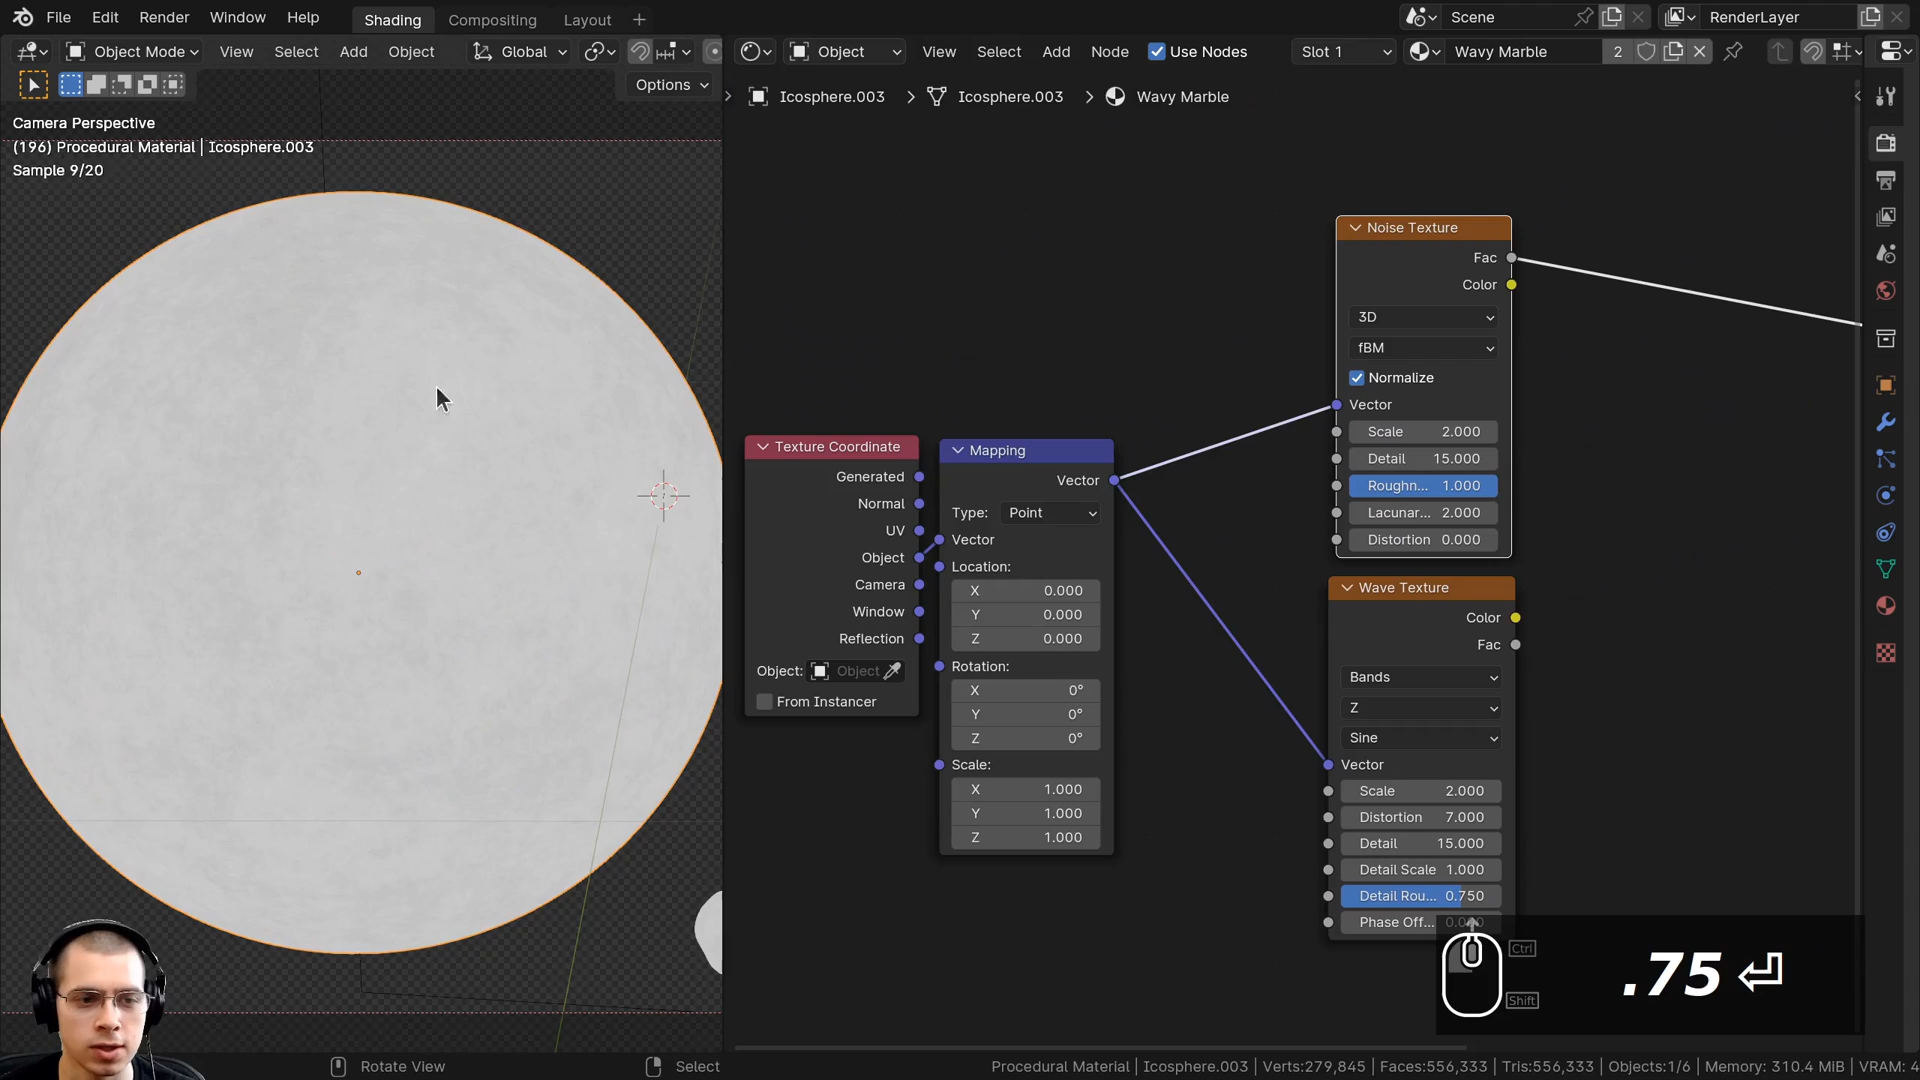 File Edit Render Window Help Shading Compositing Layout + Scene RenderLayer
Object Mode View Select Add Object Global Object View Select Add Node Use Nodes Slot 1 Wavy Marble 2
Options
Icosphere.003 > Icosphere.003 > Wavy Marble
Camera Perspective
(196) Procedural Material | Icosphere.003
Sample 9/20
Noise Texture
Fac
Color
3D
fBM
Normalize
Vector
Scale 2.000
Detail 15.000
Roughn... 1.000
Lacunar... 2.000
Distortion 0.000
Texture Coordinate
Generated
Normal
UV
Object
Camera
Window
Reflection
Object: Object
From Instancer
Mapping
Vector
Type: Point
Vector
Location:
X 0.000
Y 0.000
Z 0.000
Rotation:
X 0°
Y 0°
Z 0°
Scale:
X 1.000
Y 1.000
Z 1.000
Wave Texture
Color
Fac
Bands
Z
Sine
Vector
Scale 2.000
Distortion 7.000
Detail 15.000
Detail Scale 1.000
Detail Rou... 0.750
Phase Off...
Ctrl
Shift
.75 ⏎
Rotate View Select Procedural Material | Icosphere.003 | Verts:279,845 | Faces:556,333 | Tris:556,333 | Objects:1/6 | Memory: 310.4 MiB | VRAM: 4